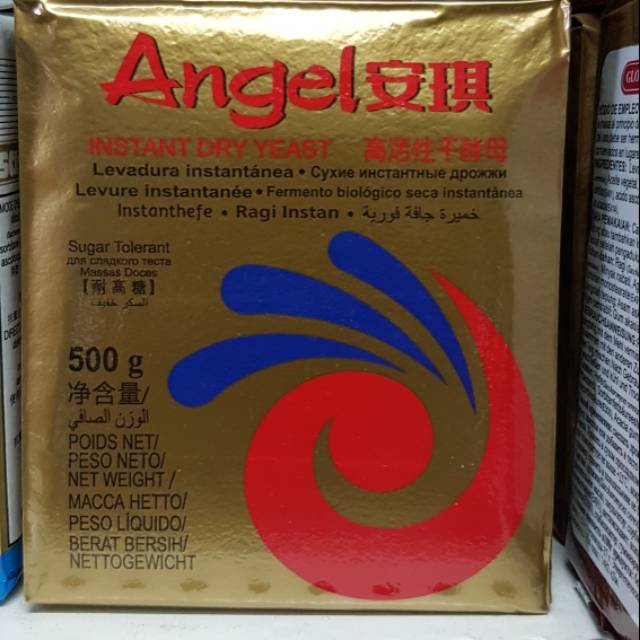 Angel安琪
INSTANT DRY YEAST 高活性干酵母
Levadura instantánea • Сухие инстантные дрожжи
Levure instantanée • Fermento biológico seca instantânea
Instanthefe • Ragi Instan • خميرة جافة فورية
Sugar Tolerant
для сладкого теста
Massas Doces
【耐高糖】
السكر خفيفة
500 g
净含量/
الوزن الصافي/
POIDS NET/
PESO NETO/
NET WEIGHT /
МАССА НЕТТО/
PESO LÍQUIDO/
BERAT BERSIH/
NETTOGEWICHT